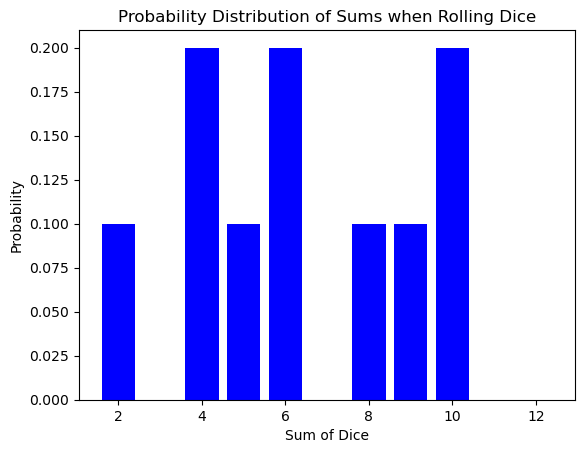 Probability Distribution of Sums when Rolling Dice
0.200
0.175
0.150
0.125
0.100
0.075
0.050
0.025
0.000
Probability
2 4 6 8 10 12
Sum of Dice